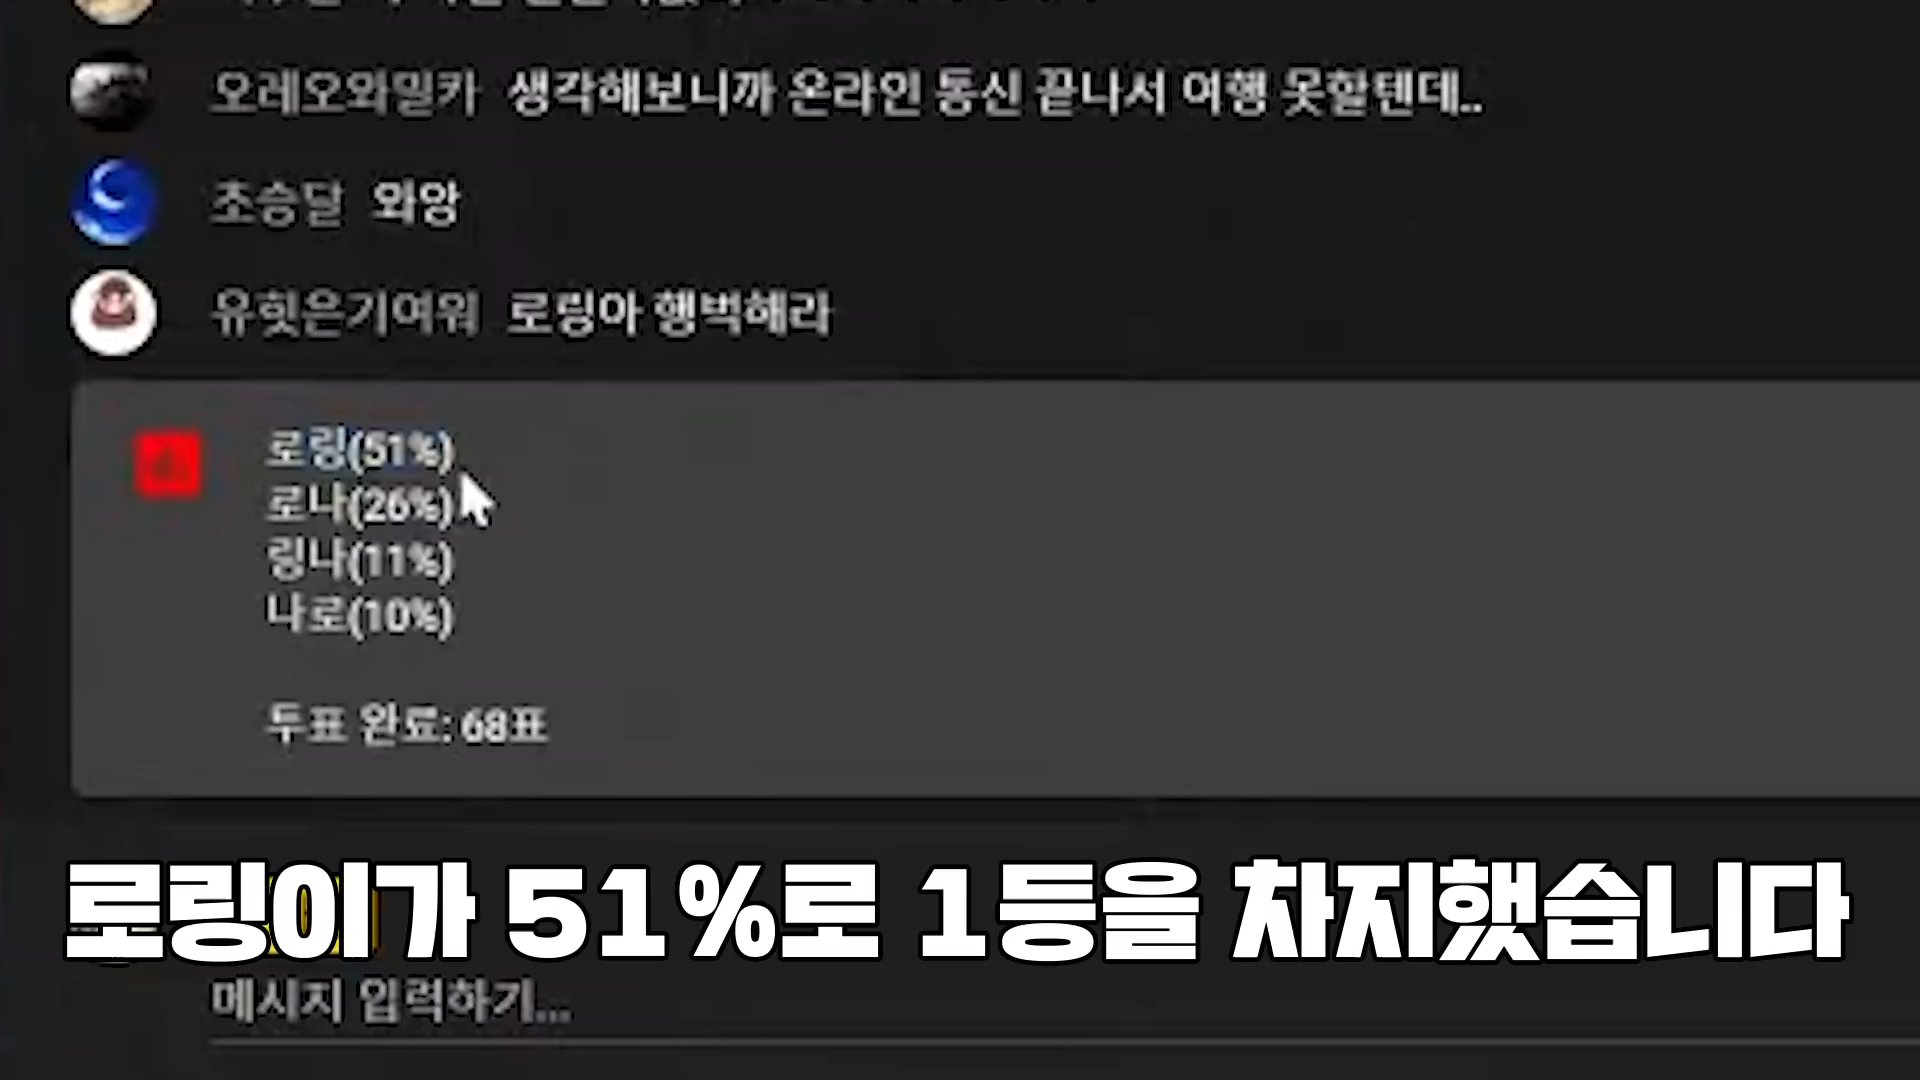 오레오와밀카 생각해보니까 온라인 통신 끝나서 여행 못할텐데..
초승달 와앙
유힛은기여워 로링아 행벅해라
로링(51%)
로나(26%)
링나(11%)
나로(10%)
투표 완료: 68표
로링이가 51%로 1등을 차지했습니다
메시지 입력하기...